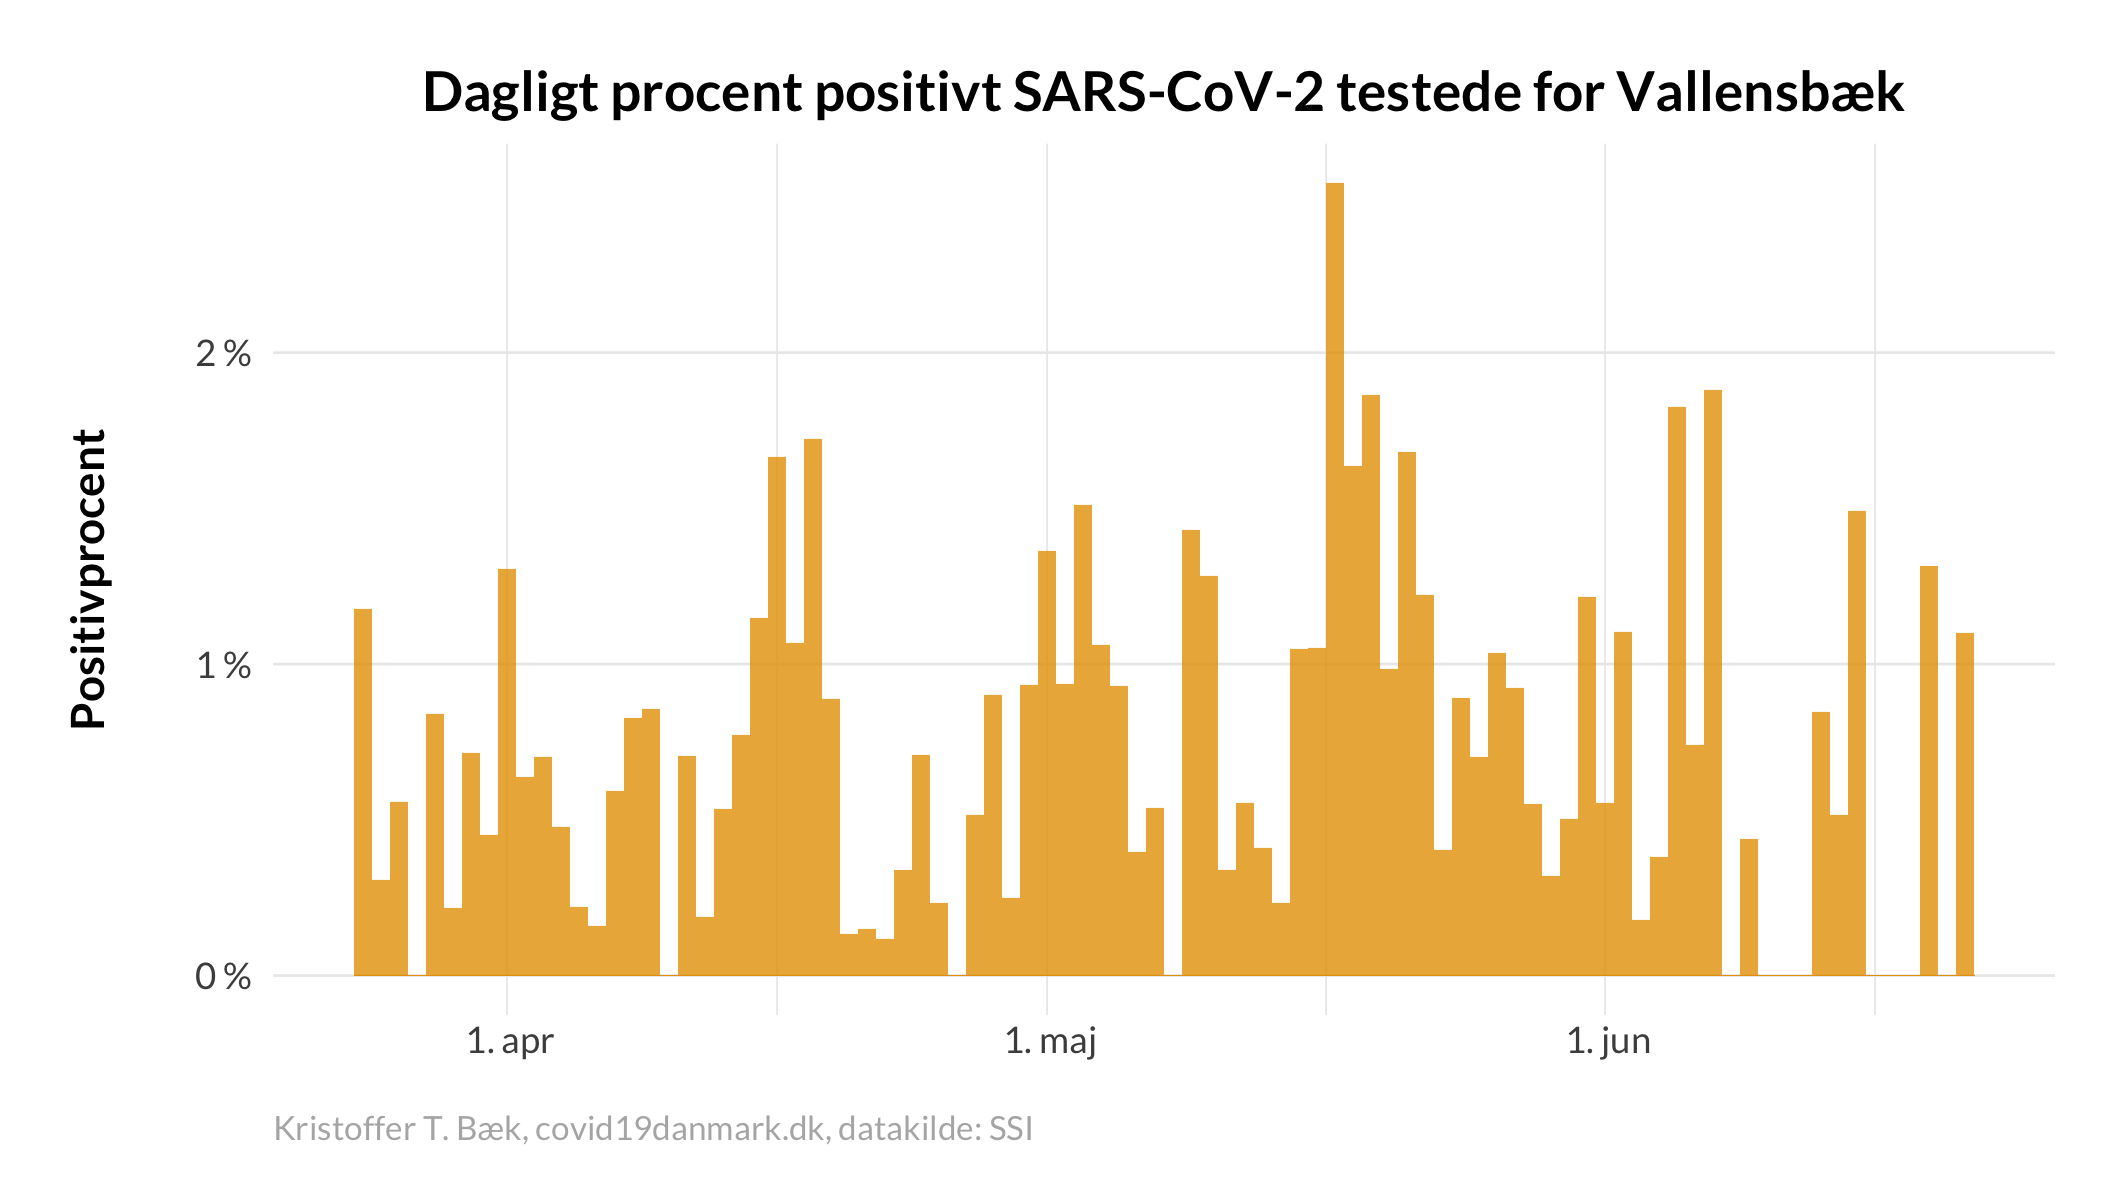 Dagligt procent positivt SARS-CoV-2 testede for Vallensbæk
Positivprocent
2 %
1 %
0 %
1. apr
1. maj
1. jun
Kristoffer T. Bæk, covid19danmark.dk, datakilde: SSI